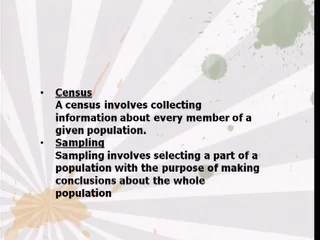 • Census
A census involves collecting
information about every member of a
given population.
• Sampling
Sampling involves selecting a part of a
population with the purpose of making
conclusions about the whole
population